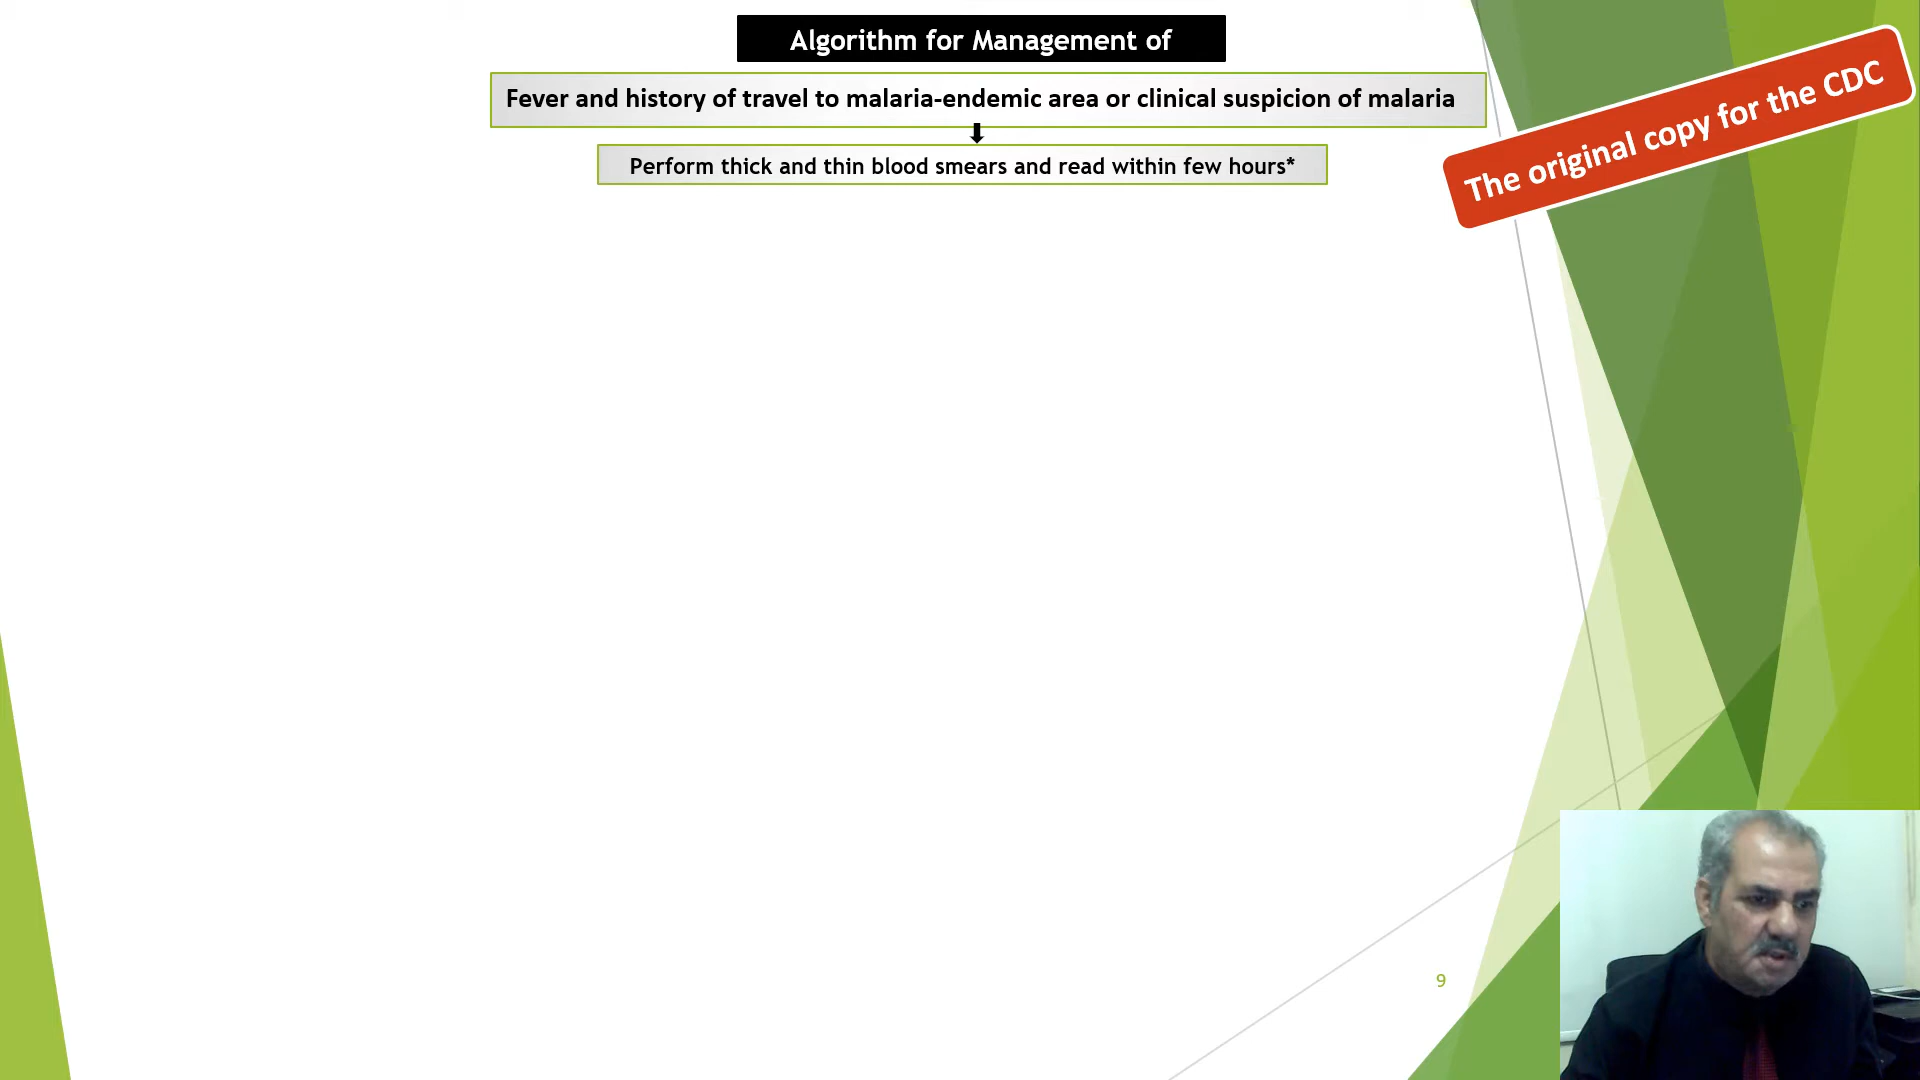 Algorithm for Management of
Fever and history of travel to malaria-endemic area or clinical suspicion of malaria
Perform thick and thin blood smears and read within few hours*
The original copy for the CDC
9